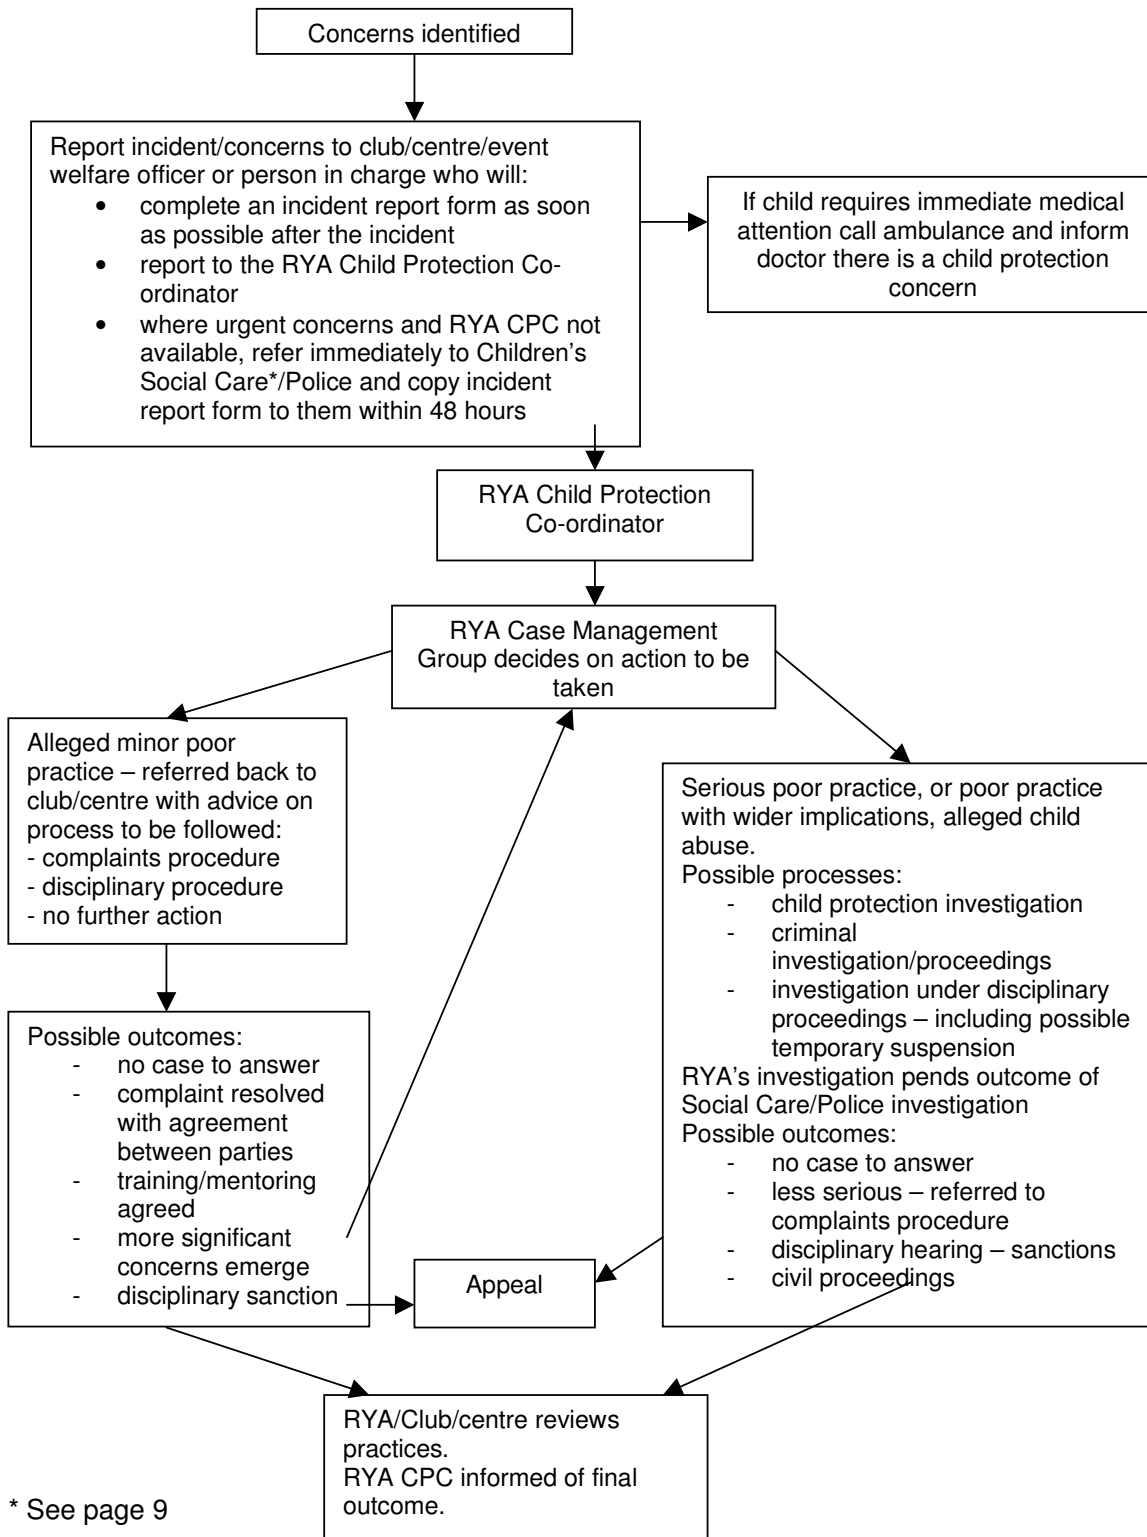 Concerns identified
Report incident/concerns to club/centre/event
welfare officer or person in charge who will:
• complete an incident report form as soon
as possible after the incident
• report to the RYA Child Protection Co-
ordinator
• where urgent concerns and RYA CPC not
available, refer immediately to Children's
Social Care*/Police and copy incident
report form to them within 48 hours
If child requires immediate medical
attention call ambulance and inform
doctor there is a child protection
concern
RYA Child Protection
Co-ordinator
RYA Case Management
Group decides on action to be
taken
Alleged minor poor
practice – referred back to
club/centre with advice on
process to be followed:
- complaints procedure
- disciplinary procedure
- no further action
Serious poor practice, or poor practice
with wider implications, alleged child
abuse.
Possible processes:
- child protection investigation
- criminal
investigation/proceedings
- investigation under disciplinary
proceedings – including possible
temporary suspension
RYA's investigation pends outcome of
Social Care/Police investigation
Possible outcomes:
- no case to answer
- less serious – referred to
complaints procedure
- disciplinary hearing – sanctions
- civil proceedings
Possible outcomes:
- no case to answer
- complaint resolved
with agreement
between parties
- training/mentoring
agreed
- more significant
concerns emerge
- disciplinary sanction
Appeal
RYA/Club/centre reviews
practices.
RYA CPC informed of final
outcome.
* See page 9